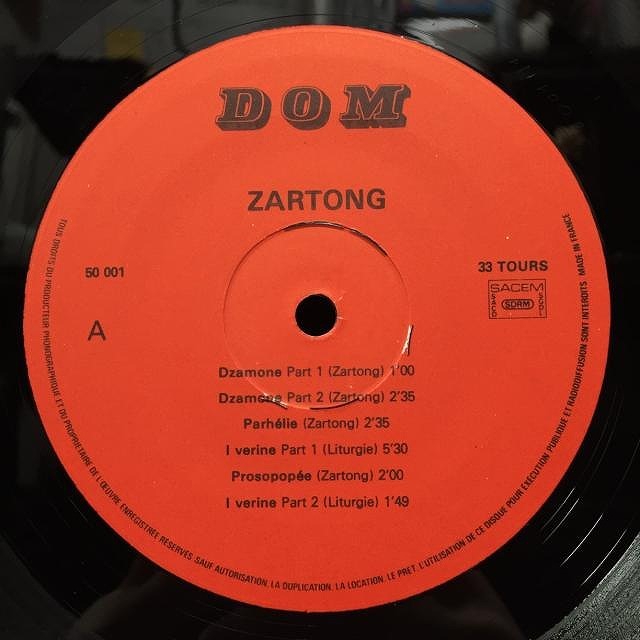 DOM
ZARTONG
50 001
33 TOURS
SACEM
SACD
SDRM
SGDL
A
Dzamone Part 1 (Zartong) 1'00
Dzamone Part 2 (Zartong) 2'35
Parhélie (Zartong) 2'35
I verine Part 1 (Liturgie) 5'30
Prosopopée (Zartong) 2'00
I verine Part 2 (Liturgie) 1'49
TOUS DROITS DU PRODUCTEUR PHONOGRAPHIQUE ET DU PROPRIETAIRE DE L'ŒUVRE ENREGISTREE RESERVES .SAUF AUTORISATION. LA DUPLICATION. LA LOCATION. LE PRET. L'UTILISATION DE CE DISQUE POUR EXECUTION PUBLIQUE ET RADIODIFFUSION SONT INTERDITS MADE IN FRANCE